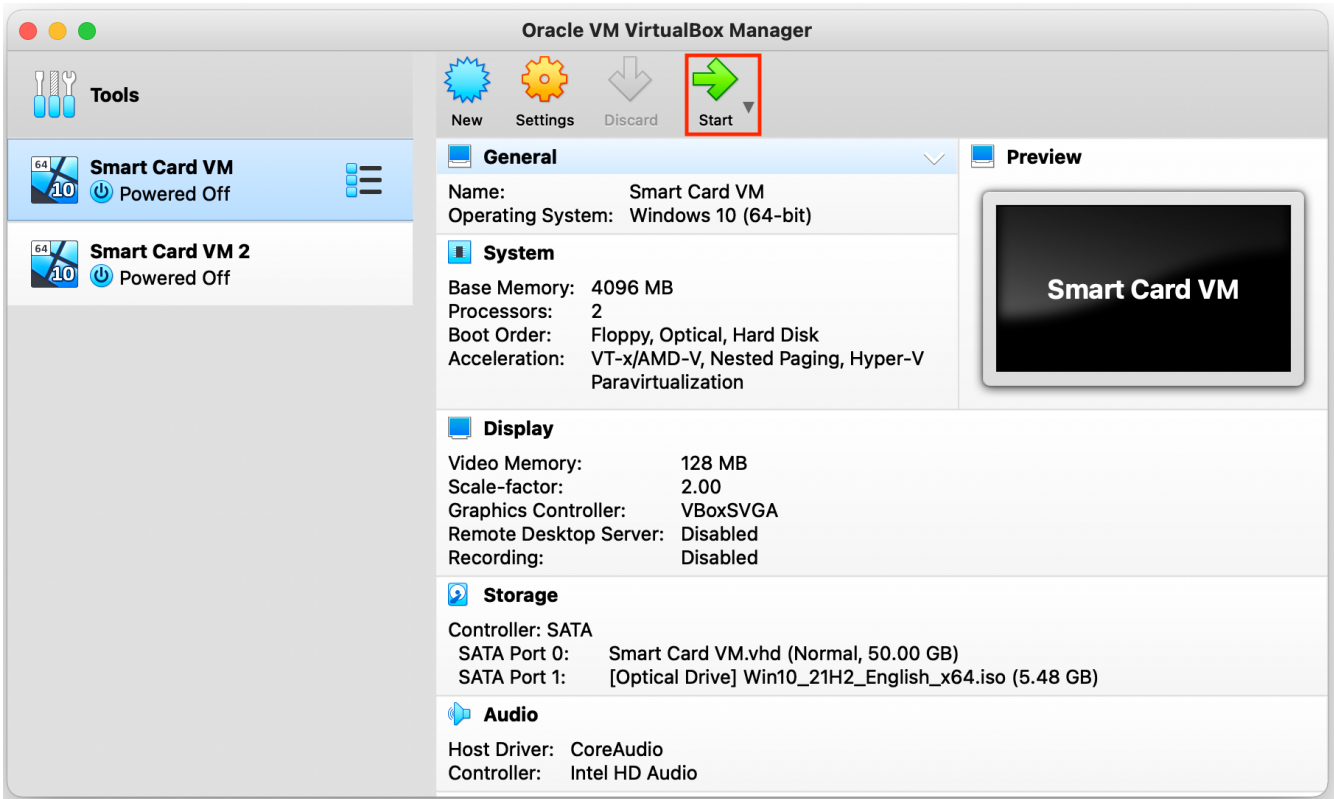 Oracle VM VirtualBox Manager
Tools
New Settings Discard Start
64 10 Smart Card VM
Powered Off
64 10 Smart Card VM 2
Powered Off
General
Name: Smart Card VM
Operating System: Windows 10 (64-bit)
System
Base Memory: 4096 MB
Processors: 2
Boot Order: Floppy, Optical, Hard Disk
Acceleration: VT-x/AMD-V, Nested Paging, Hyper-V
Paravirtualization
Preview
Smart Card VM
Display
Video Memory: 128 MB
Scale-factor: 2.00
Graphics Controller: VBoxSVGA
Remote Desktop Server: Disabled
Recording: Disabled
Storage
Controller: SATA
SATA Port 0: Smart Card VM.vhd (Normal, 50.00 GB)
SATA Port 1: [Optical Drive] Win10_21H2_English_x64.iso (5.48 GB)
Audio
Host Driver: CoreAudio
Controller: Intel HD Audio